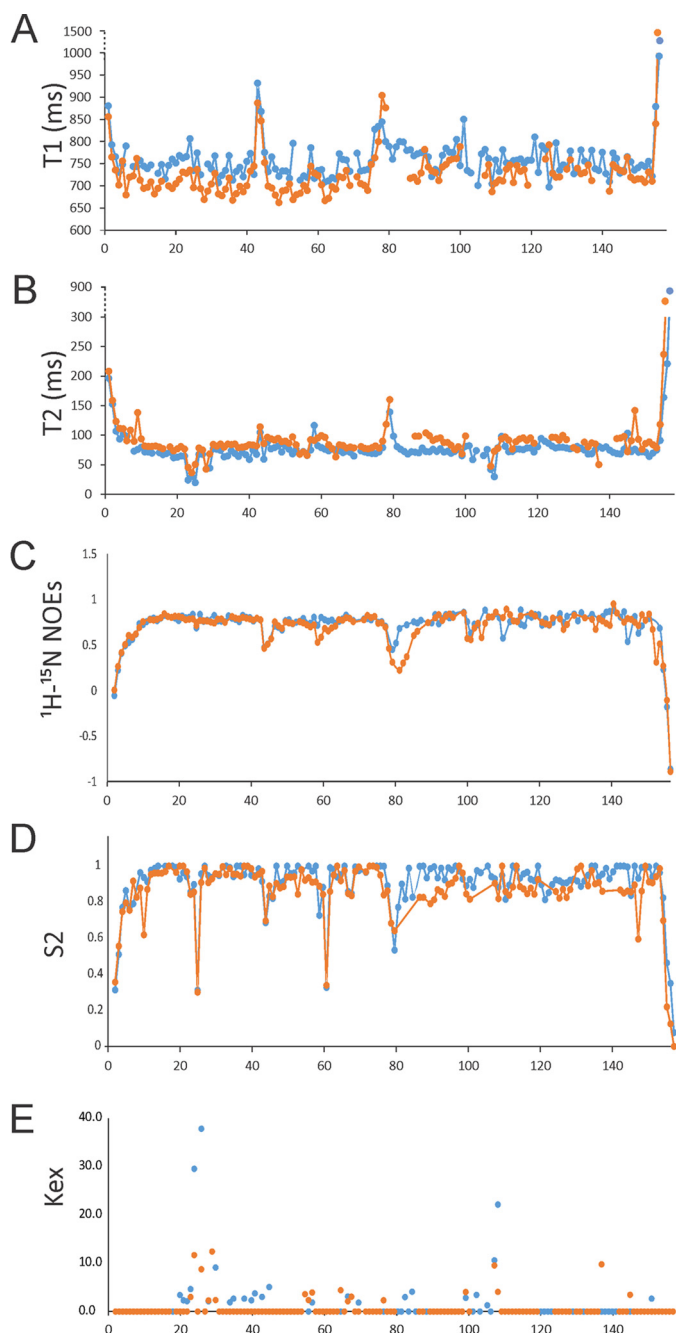 A
T1 (ms)
1500
1000
950
900
850
800
750
700
650
600
0 20 40 60 80 100 120 140
B
T2 (ms)
900
300
200
150
100
50
0
0 20 40 60 80 100 120 140
C
¹H-¹⁵N NOEs
1.5
1
0.5
0
-0.5
-1
0 20 40 60 80 100 120 140
D
S2
1
0.8
0.6
0.4
0.2
0
0 20 40 60 80 100 120 140
E
Kex
40.0
30.0
20.0
10.0
0.0
0 20 40 60 80 100 120 140